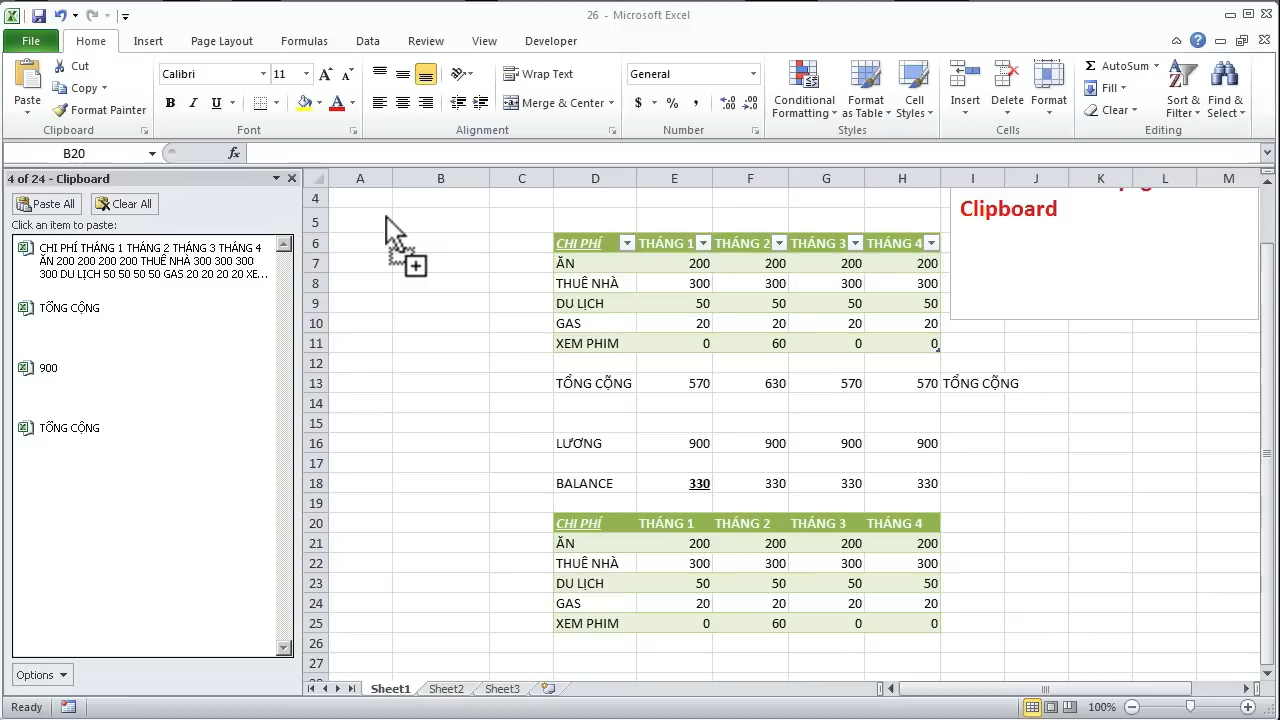 26 - Microsoft Excel
File Home Insert Page Layout Formulas Data Review View Developer
Cut
Copy
Format Painter
Paste
Calibri 11
B I U A
Wrap Text
Merge & Center
General
$ % ,
Conditional Formatting
Format as Table
Cell Styles
Insert Delete Format
AutoSum
Fill
Clear
Sort & Filter
Find & Select
Clipboard Font Alignment Number Styles Cells Editing
B20 fx
4 of 24 - Clipboard
Paste All Clear All
Click an item to paste:
CHI PHÍ THÁNG 1 THÁNG 2 THÁNG 3 THÁNG 4
ĂN 200 200 200 200 THUÊ NHÀ 300 300 300
300 DU LỊCH 50 50 50 50 GAS 20 20 20 20 XE...
TỔNG CỘNG
900
TỔNG CỘNG
Options
A B C D E F G H I J K L M
4
Clipboard
5
6 CHI PHÍ THÁNG 1 THÁNG 2 THÁNG 3 THÁNG 4
7 ĂN 200 200 200 200
8 THUÊ NHÀ 300 300 300 300
9 DU LỊCH 50 50 50 50
10 GAS 20 20 20 20
11 XEM PHIM 0 60 0 0
12
13 TỔNG CỘNG 570 630 570 570 TỔNG CỘNG
14
15
16 LƯƠNG 900 900 900 900
17
18 BALANCE 330 330 330 330
19
20 CHI PHÍ THÁNG 1 THÁNG 2 THÁNG 3 THÁNG 4
21 ĂN 200 200 200 200
22 THUÊ NHÀ 300 300 300 300
23 DU LỊCH 50 50 50 50
24 GAS 20 20 20 20
25 XEM PHIM 0 60 0 0
26
27
Sheet1 Sheet2 Sheet3
Ready 100%